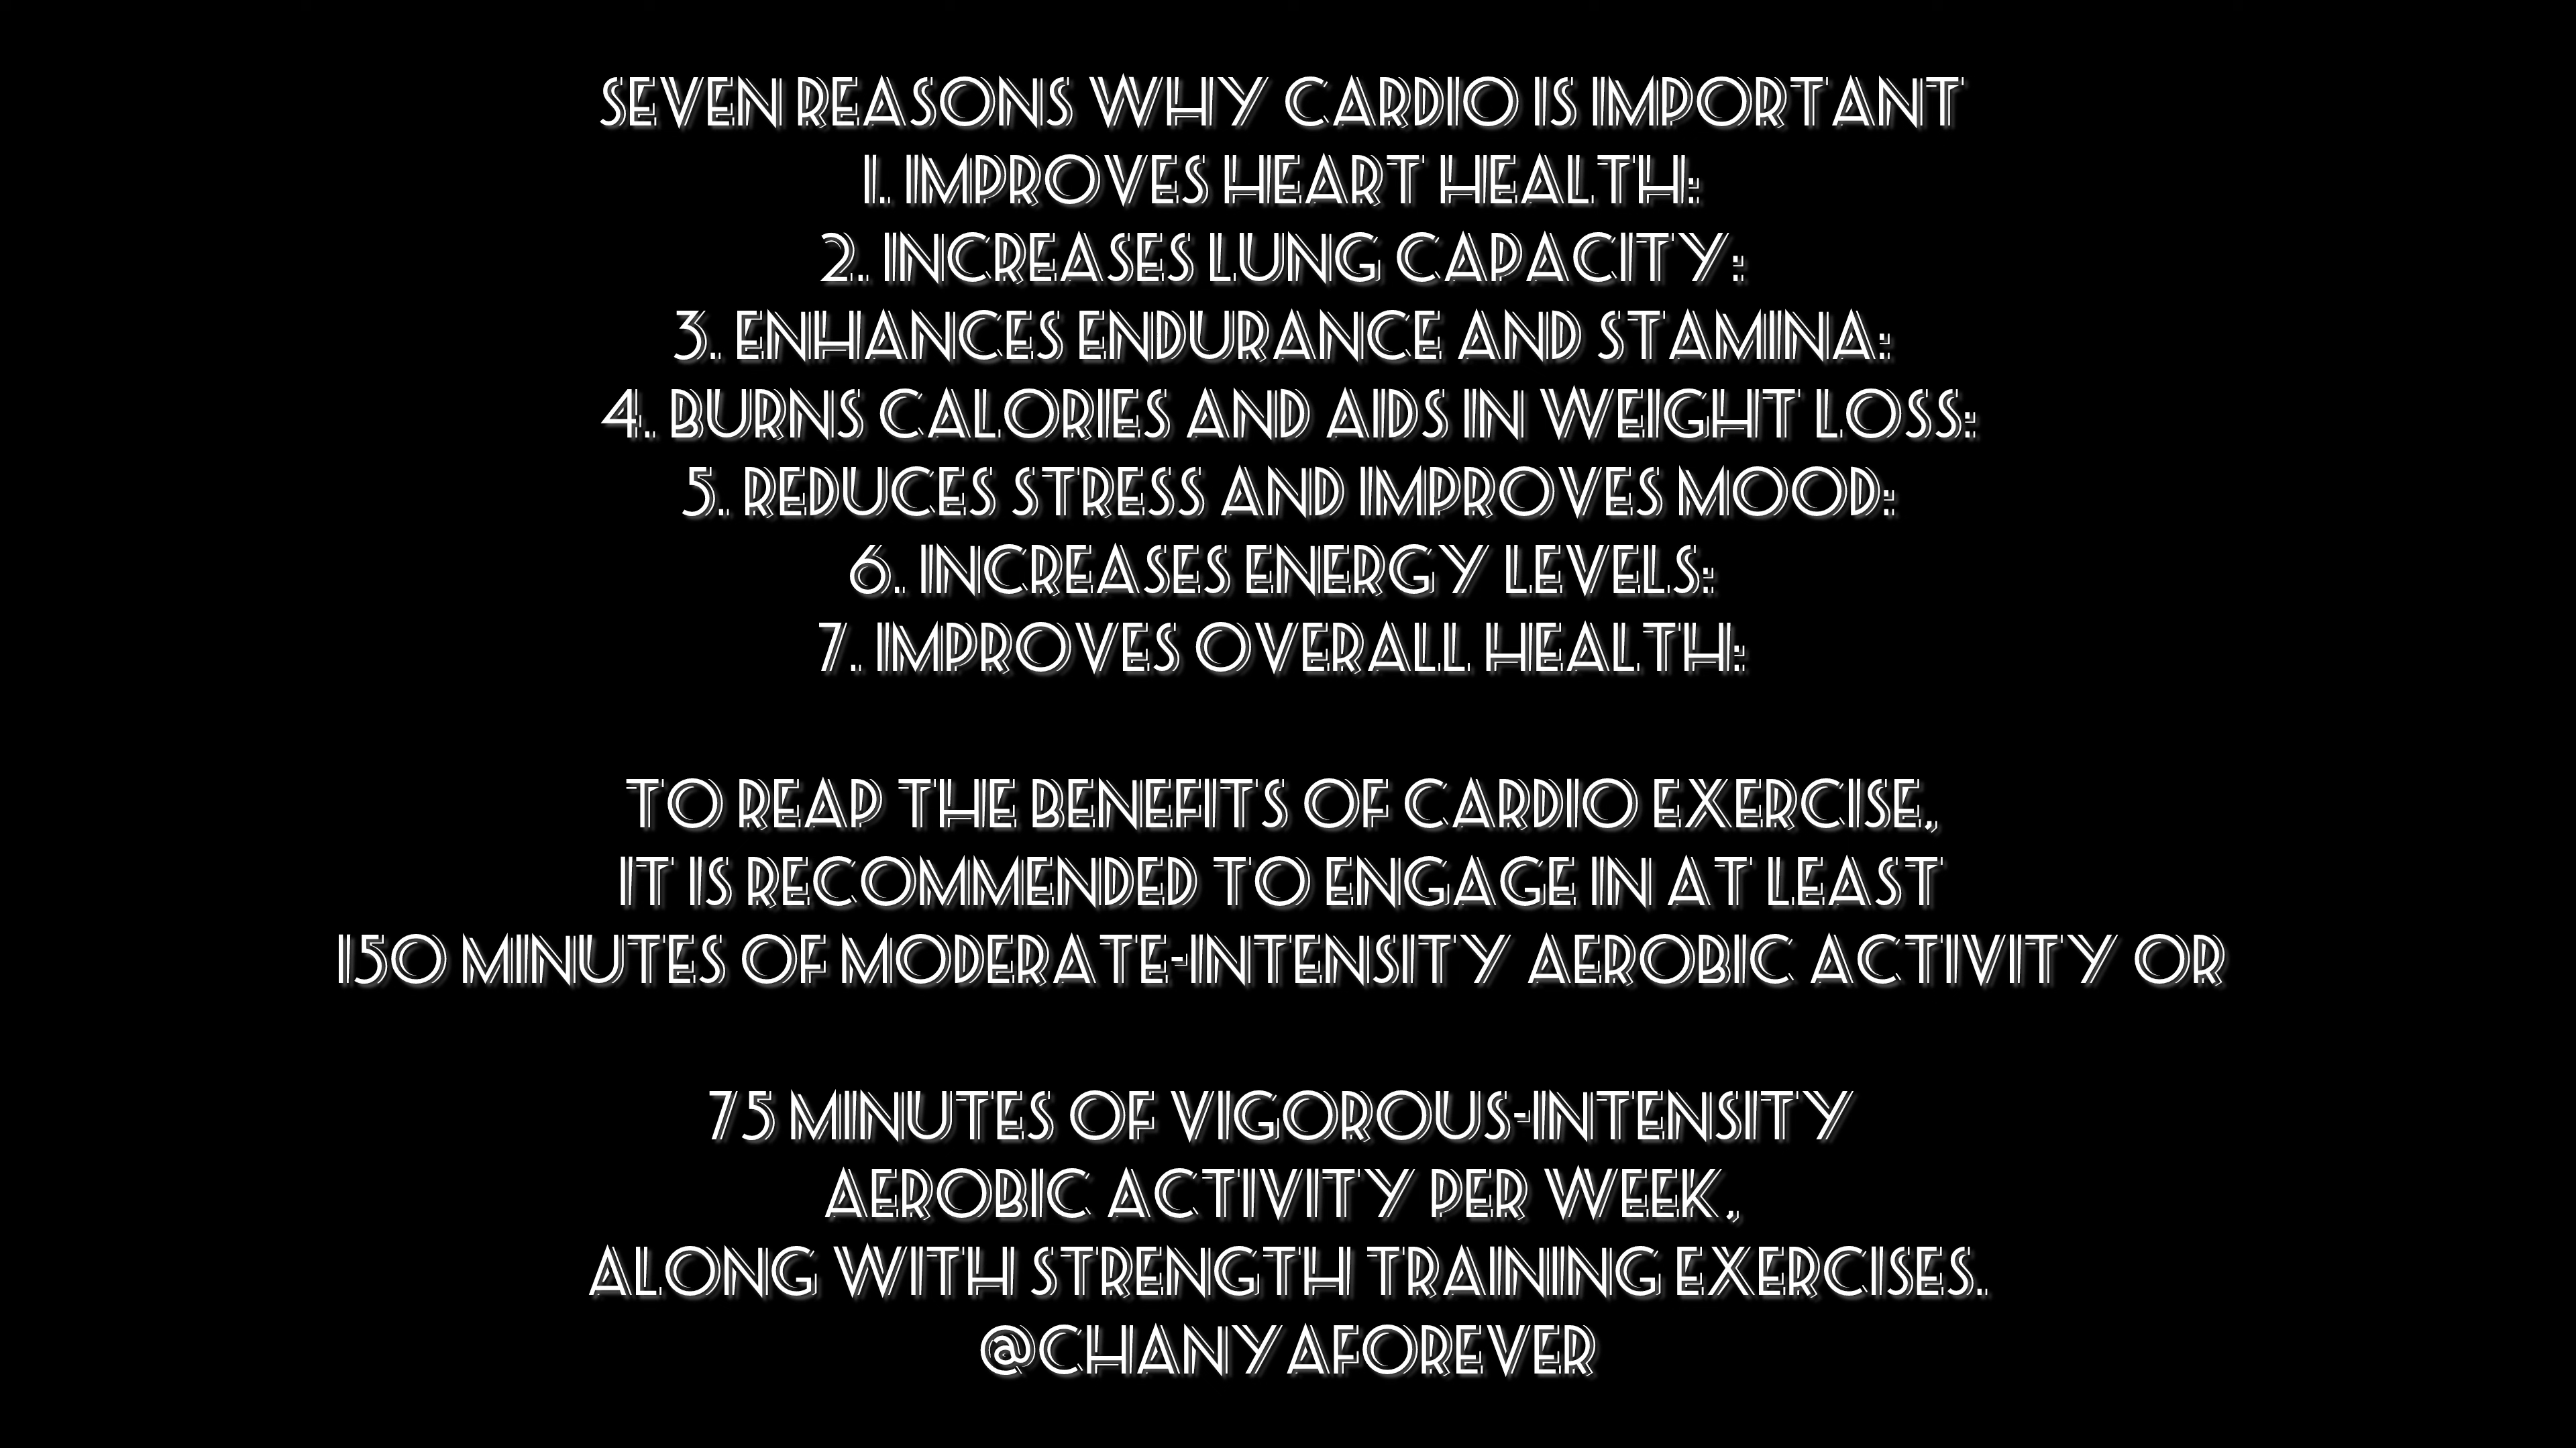 SEVEN REASONS WHY CARDIO IS IMPORTANT
1. IMPROVES HEART HEALTH:
2. INCREASES LUNG CAPACITY:
3. ENHANCES ENDURANCE AND STAMINA:
4. BURNS CALORIES AND AIDS IN WEIGHT LOSS:
5. REDUCES STRESS AND IMPROVES MOOD:
6. INCREASES ENERGY LEVELS:
7. IMPROVES OVERALL HEALTH:
TO REAP THE BENEFITS OF CARDIO EXERCISE,
IT IS RECOMMENDED TO ENGAGE IN AT LEAST
150 MINUTES OF MODERATE-INTENSITY AEROBIC ACTIVITY OR
75 MINUTES OF VIGOROUS-INTENSITY
AEROBIC ACTIVITY PER WEEK,
ALONG WITH STRENGTH TRAINING EXERCISES.
@CHANYAFOREVER